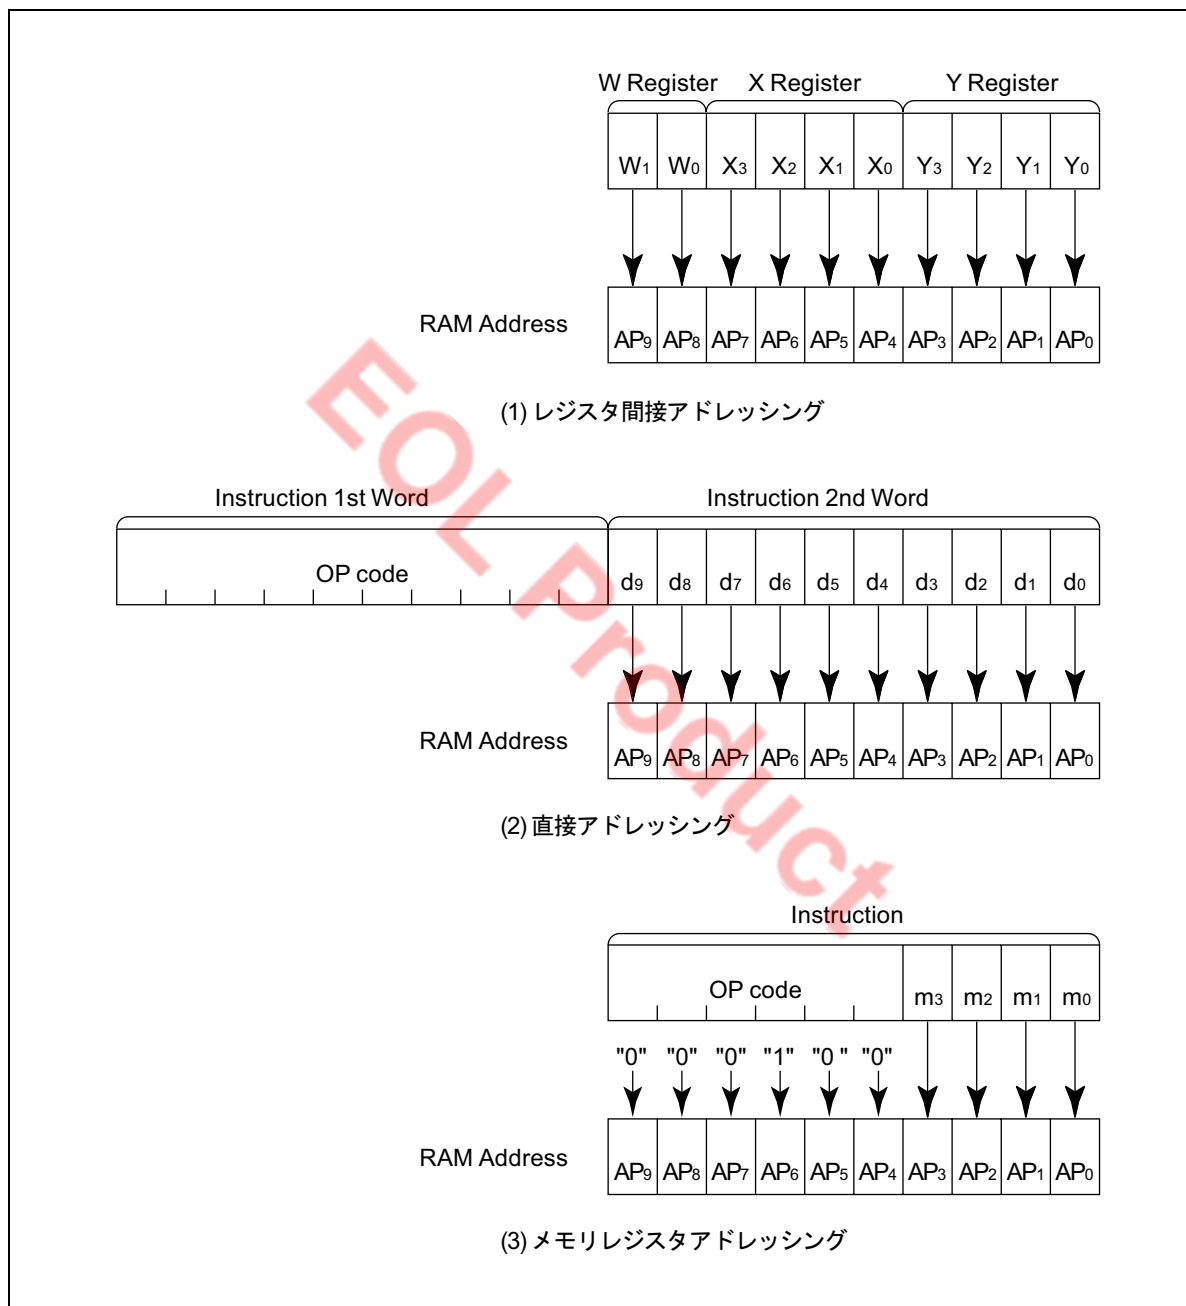 W Register X Register Y Register
W1 W0 X3 X2 X1 X0 Y3 Y2 Y1 Y0
RAM Address
AP9 AP8 AP7 AP6 AP5 AP4 AP3 AP2 AP1 AP0
(1) レジスタ間接アドレッシング
Instruction 1st Word Instruction 2nd Word
OP code d9 d8 d7 d6 d5 d4 d3 d2 d1 d0
RAM Address
AP9 AP8 AP7 AP6 AP5 AP4 AP3 AP2 AP1 AP0
(2) 直接アドレッシング
Instruction
OP code m3 m2 m1 m0
"0" "0" "0" "1" "0 " "0"
RAM Address
AP9 AP8 AP7 AP6 AP5 AP4 AP3 AP2 AP1 AP0
(3) メモリレジスタアドレッシング
EOL Product